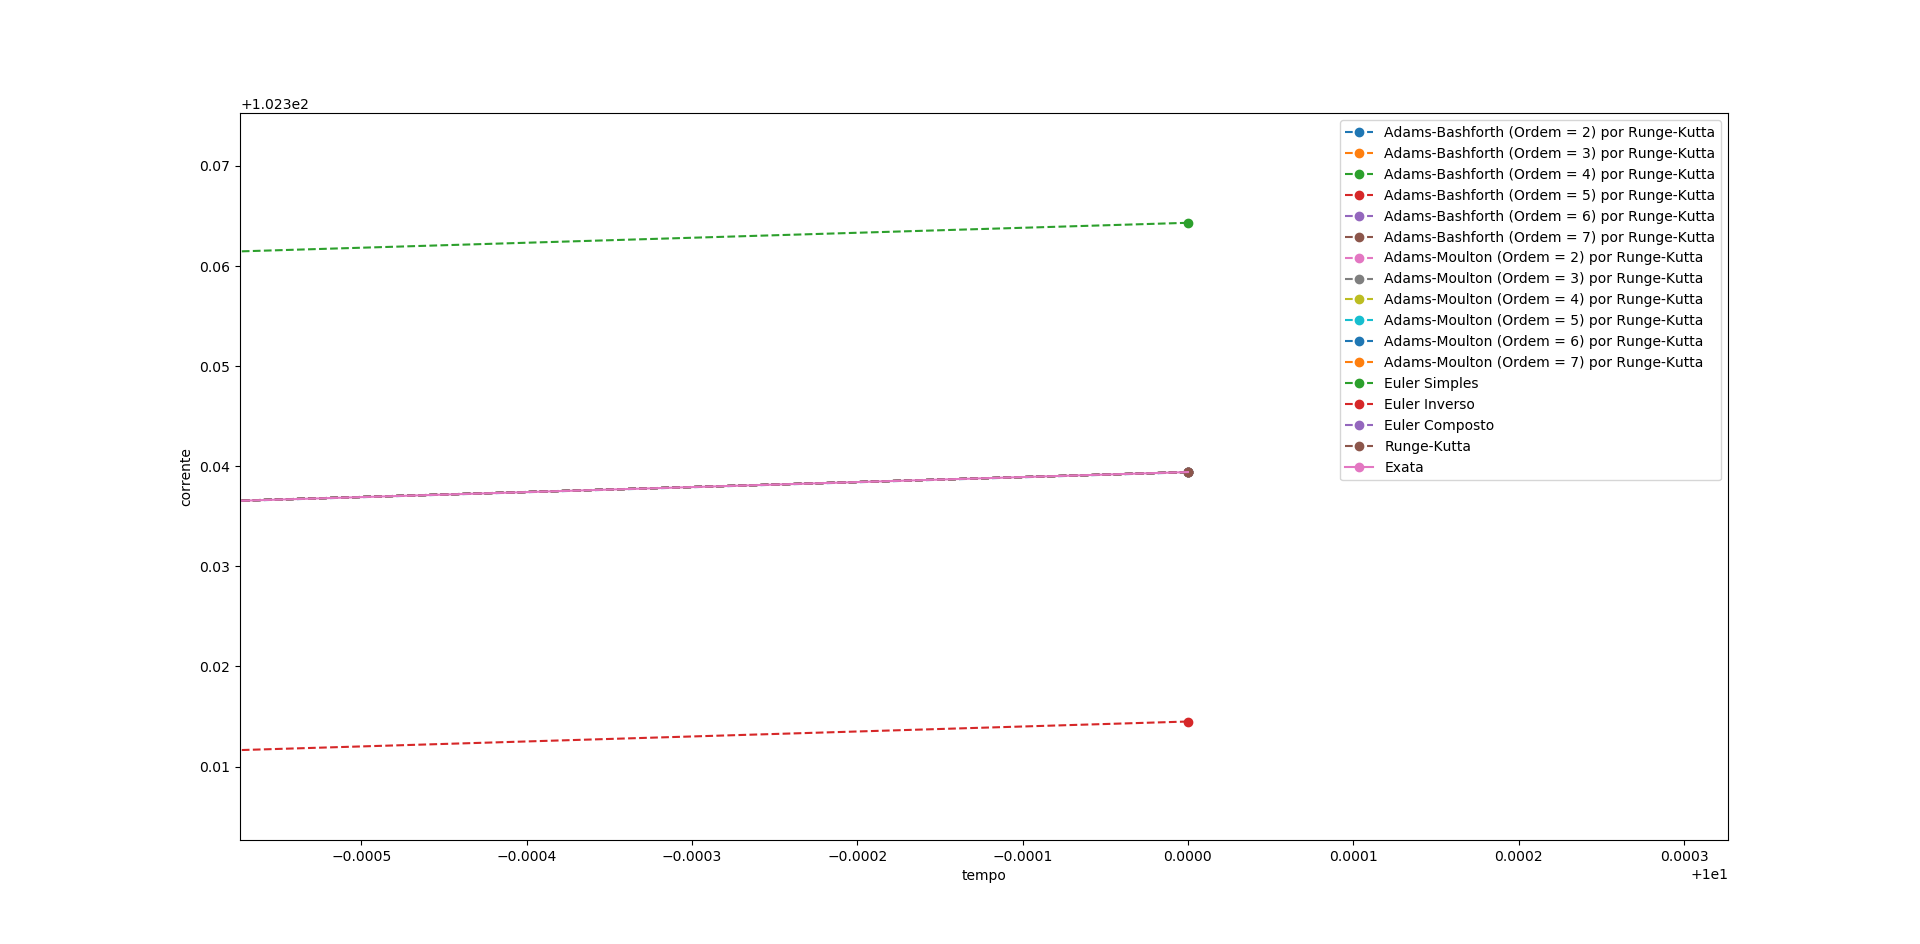 +1.023e2
0.07
0.06
0.05
0.04
0.03
0.02
0.01
corrente
Adams-Bashforth (Ordem = 2) por Runge-Kutta
Adams-Bashforth (Ordem = 3) por Runge-Kutta
Adams-Bashforth (Ordem = 4) por Runge-Kutta
Adams-Bashforth (Ordem = 5) por Runge-Kutta
Adams-Bashforth (Ordem = 6) por Runge-Kutta
Adams-Bashforth (Ordem = 7) por Runge-Kutta
Adams-Moulton (Ordem = 2) por Runge-Kutta
Adams-Moulton (Ordem = 3) por Runge-Kutta
Adams-Moulton (Ordem = 4) por Runge-Kutta
Adams-Moulton (Ordem = 5) por Runge-Kutta
Adams-Moulton (Ordem = 6) por Runge-Kutta
Adams-Moulton (Ordem = 7) por Runge-Kutta
Euler Simples
Euler Inverso
Euler Composto
Runge-Kutta
Exata
−0.0005 −0.0004 −0.0003 −0.0002 −0.0001 0.0000 0.0001 0.0002 0.0003
tempo
+1e1